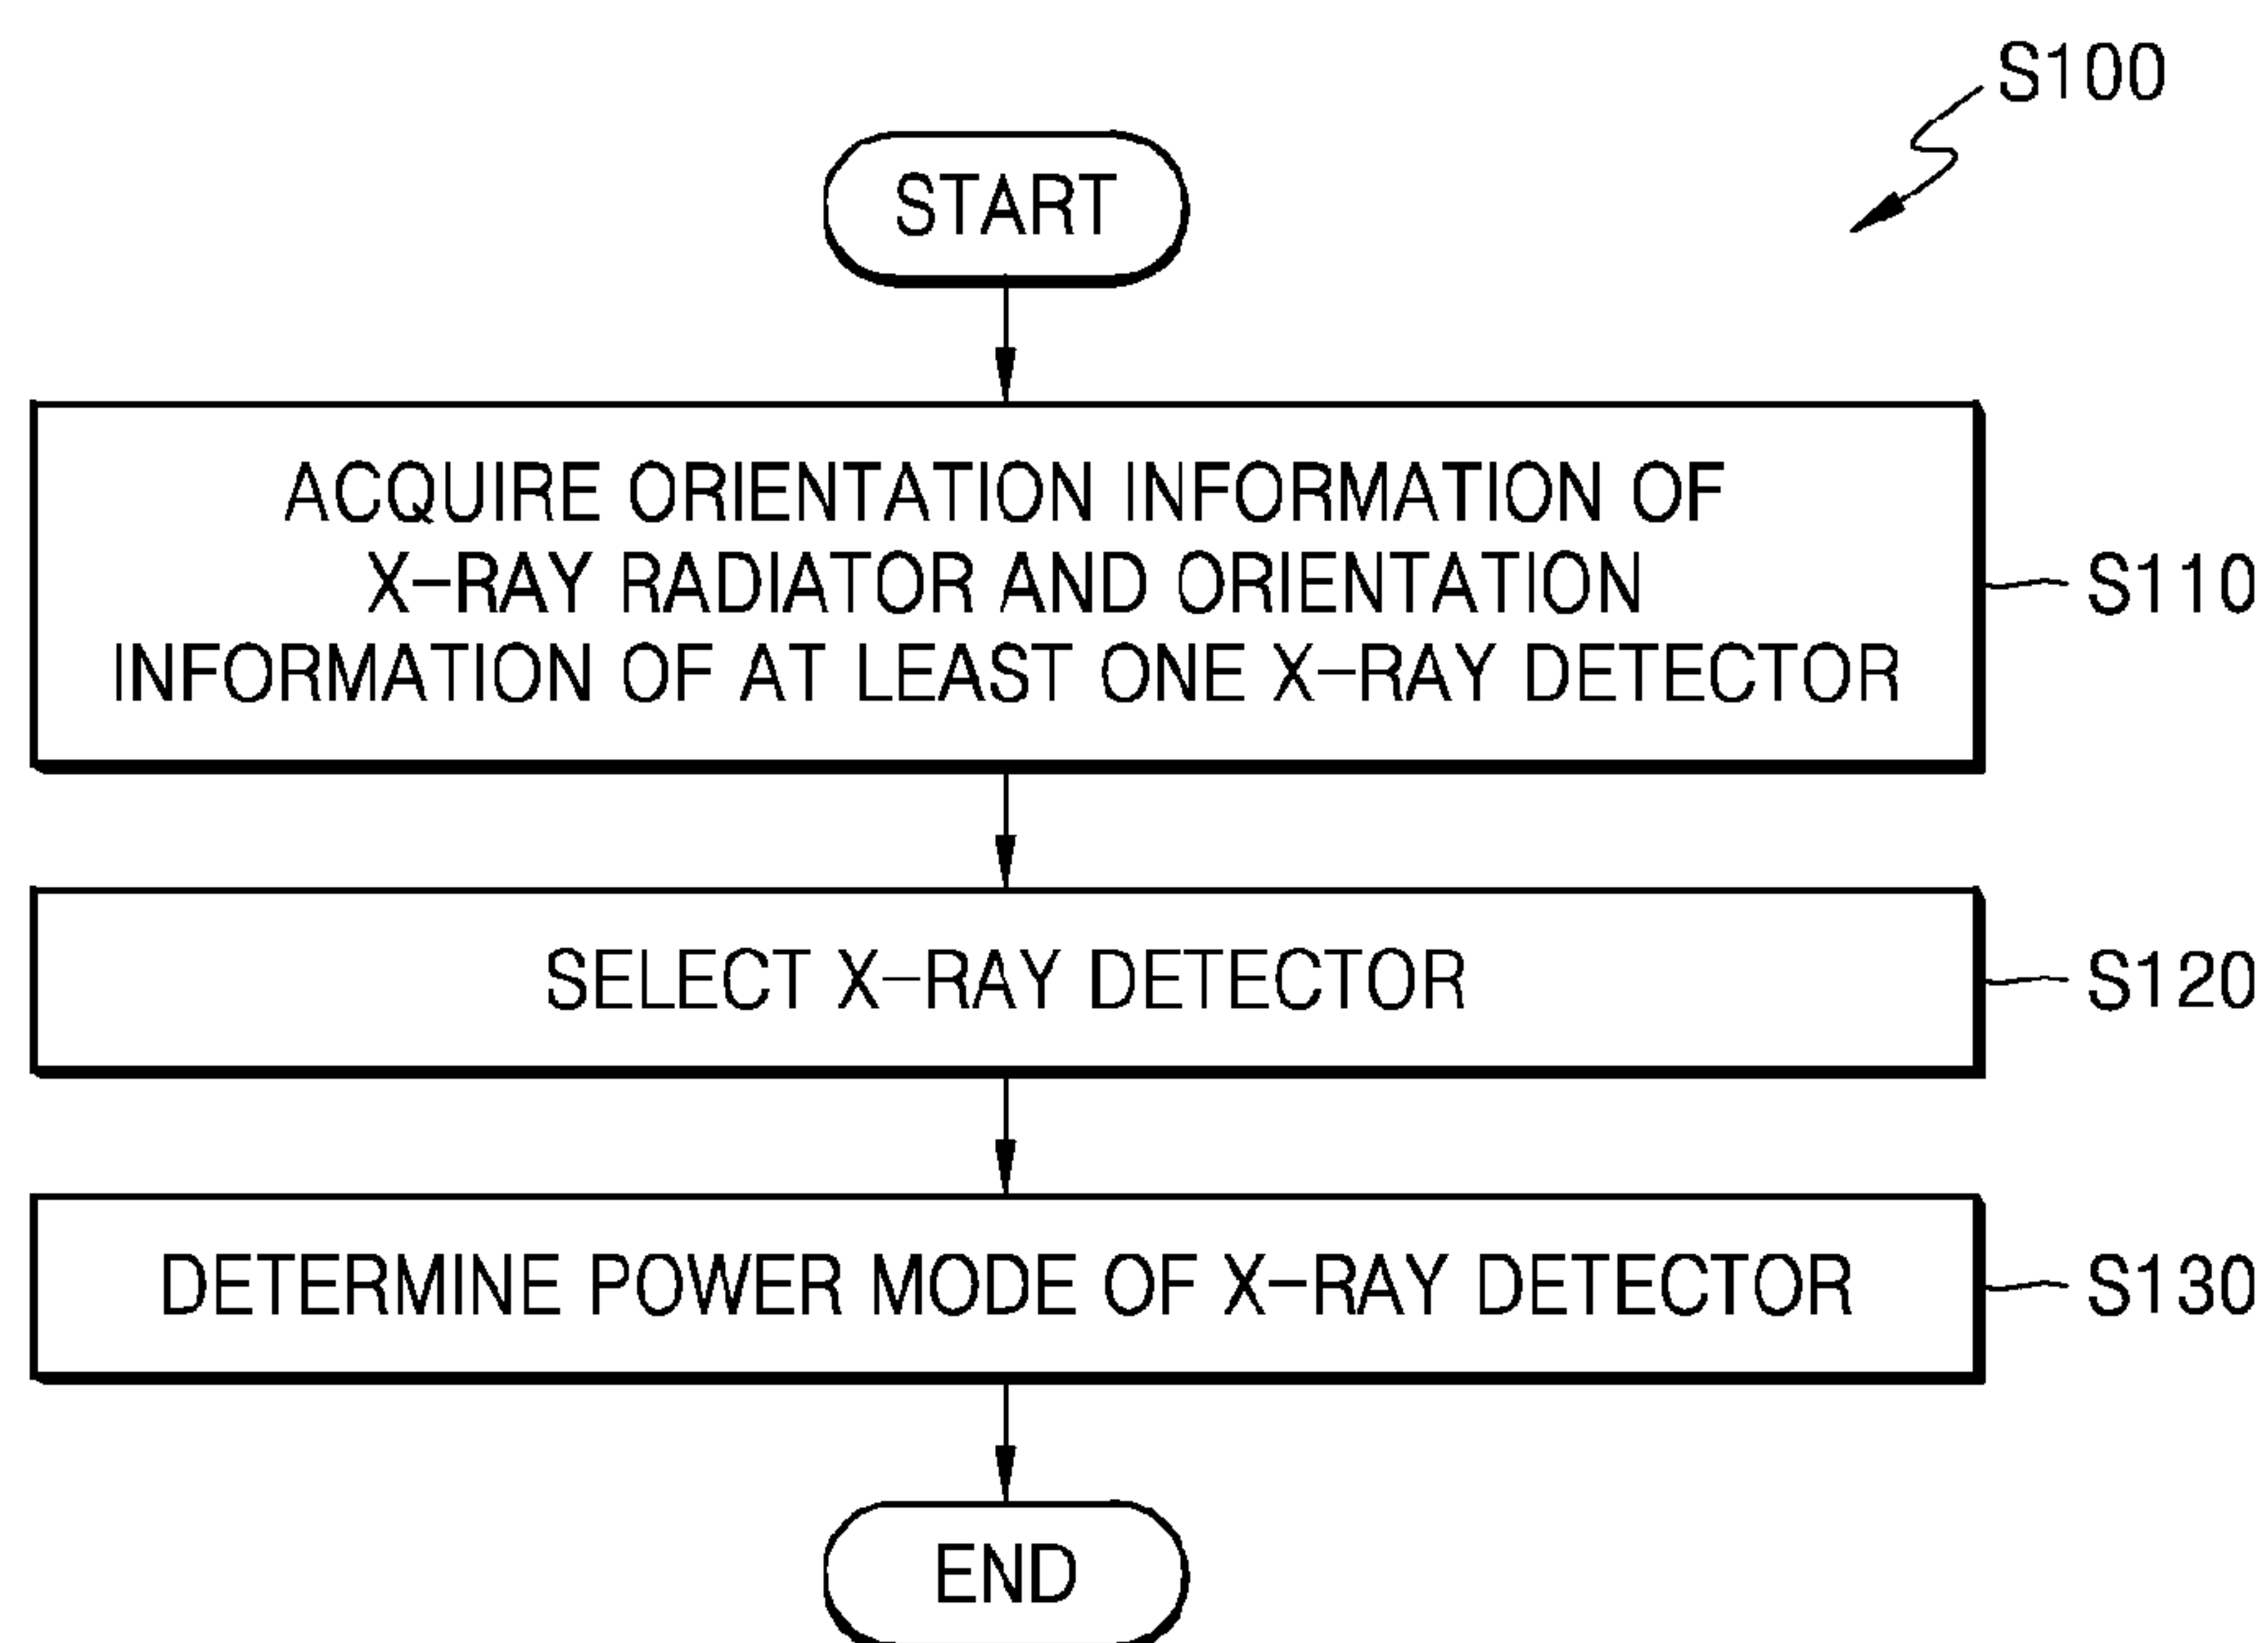 S100
START
ACQUIRE ORIENTATION INFORMATION OF
X-RAY RADIATOR AND ORIENTATION
INFORMATION OF AT LEAST ONE X-RAY DETECTOR
S110
SELECT X-RAY DETECTOR
S120
DETERMINE POWER MODE OF X-RAY DETECTOR
S130
END